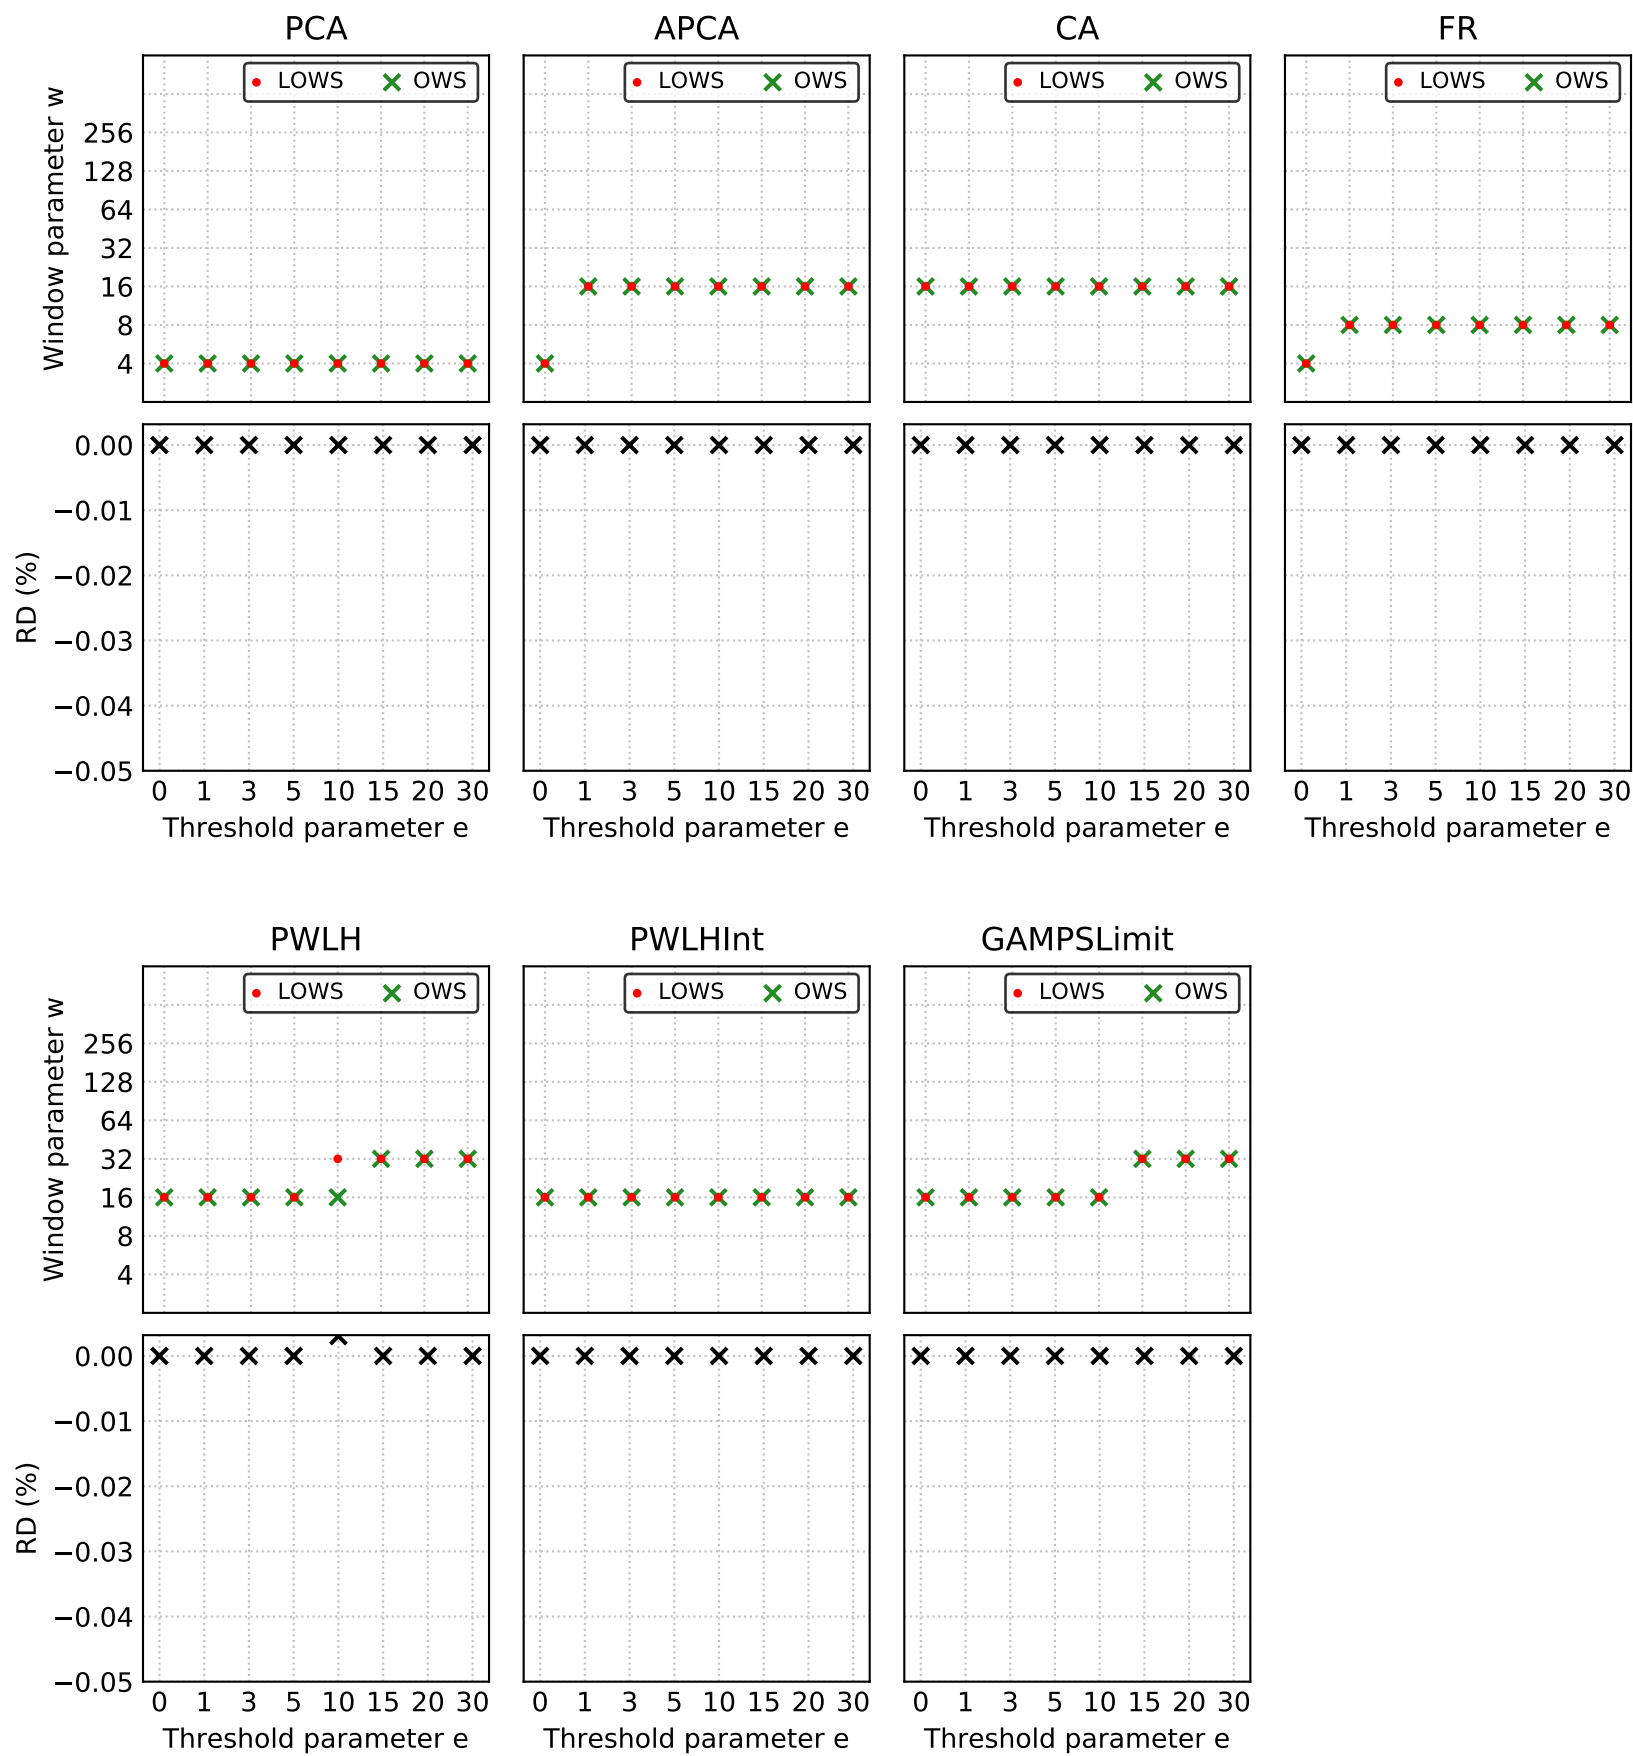 PCA APCA CA FR
LOWS OWS LOWS OWS LOWS OWS LOWS OWS
Window parameter w
256
128
64
32
16
8
4
RD (%)
0.00
−0.01
−0.02
−0.03
−0.04
−0.05
0 1 3 5 10 15 20 30 0 1 3 5 10 15 20 30 0 1 3 5 10 15 20 30 0 1 3 5 10 15 20 30
Threshold parameter e Threshold parameter e Threshold parameter e Threshold parameter e
PWLH PWLHInt GAMPSLimit
LOWS OWS LOWS OWS LOWS OWS
Window parameter w
256
128
64
32
16
8
4
RD (%)
0.00
−0.01
−0.02
−0.03
−0.04
−0.05
0 1 3 5 10 15 20 30 0 1 3 5 10 15 20 30 0 1 3 5 10 15 20 30
Threshold parameter e Threshold parameter e Threshold parameter e